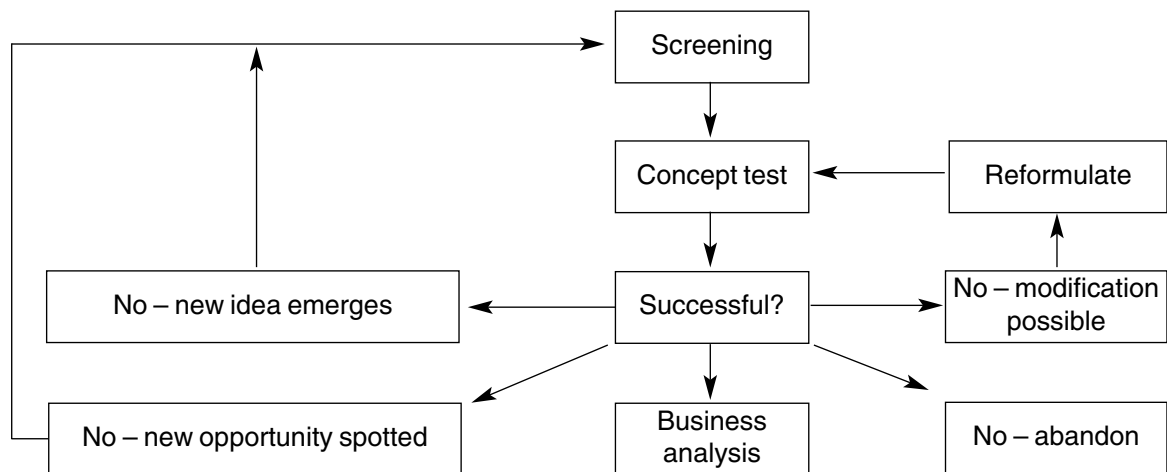 Screening
Concept test
Reformulate
No – new idea emerges
Successful?
No – modification
possible
No – new opportunity spotted
Business
analysis
No – abandon